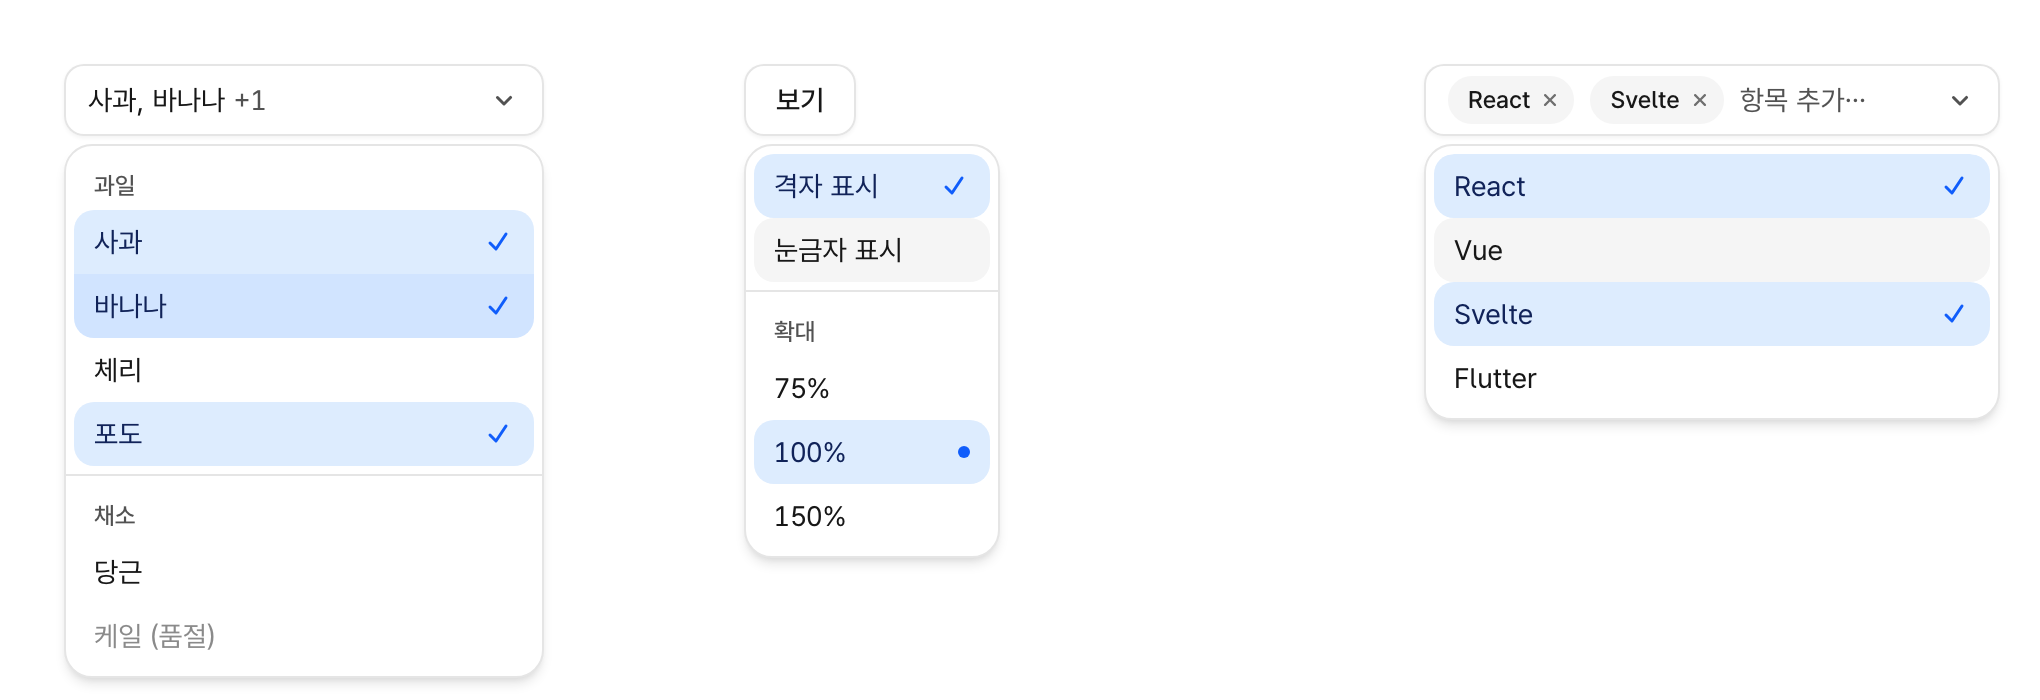 사과, 바나나 +1
과일
사과
바나나
체리
포도
채소
당근
케일 (품절)
보기
격자 표시
눈금자 표시
확대
75%
100%
150%
React Svelte 항목 추가…
React
Vue
Svelte
Flutter